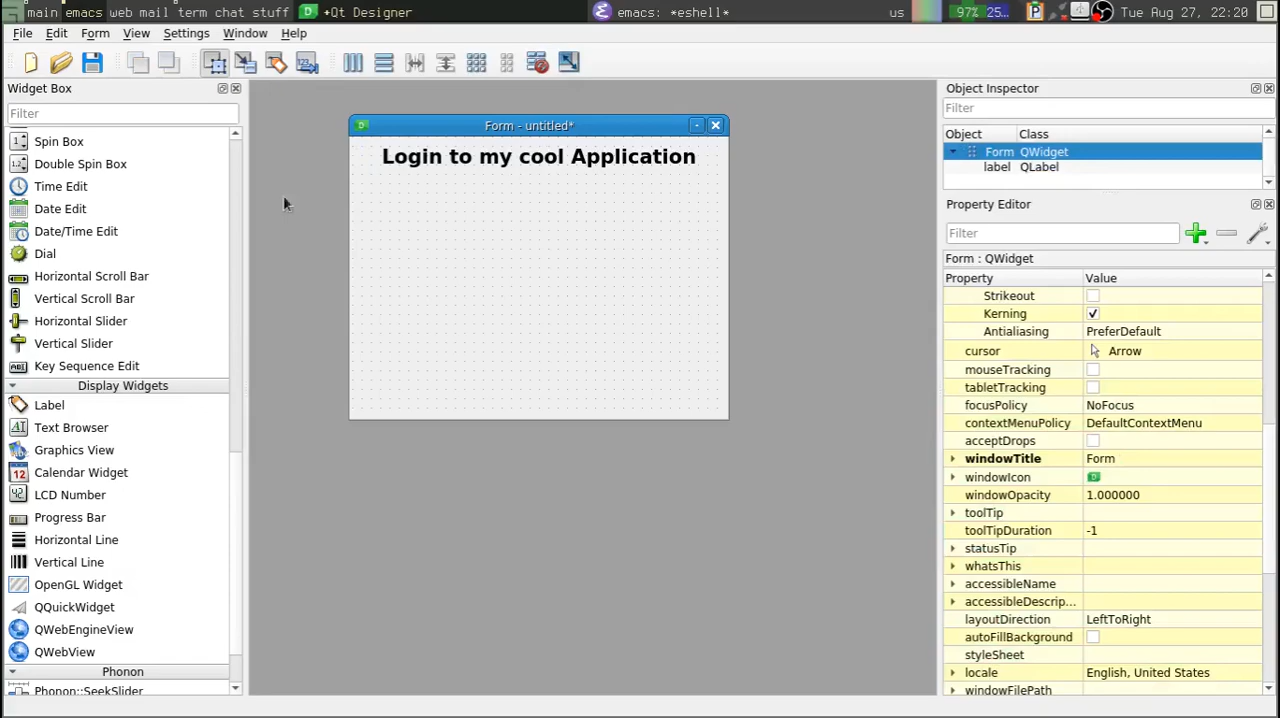 main emacs web mail term chat stuff
+Qt Designer
emacs: *eshell*
us
97% 25...
Tue Aug 27, 22:20
File Edit Form View Settings Window Help
Widget Box
Filter
Spin Box
Double Spin Box
Time Edit
Date Edit
Date/Time Edit
Dial
Horizontal Scroll Bar
Vertical Scroll Bar
Horizontal Slider
Vertical Slider
Key Sequence Edit
Display Widgets
Label
Text Browser
Graphics View
Calendar Widget
LCD Number
Progress Bar
Horizontal Line
Vertical Line
OpenGL Widget
QQuickWidget
QWebEngineView
QWebView
Phonon
Phonon::SeekSlider
Form - untitled*
Login to my cool Application
Object Inspector
Filter
Object Class
Form QWidget
label QLabel
Property Editor
Filter
Form : QWidget
Property Value
Strikeout
Kerning
Antialiasing PreferDefault
cursor Arrow
mouseTracking
tabletTracking
focusPolicy NoFocus
contextMenuPolicy DefaultContextMenu
acceptDrops
windowTitle Form
windowIcon
windowOpacity 1.000000
toolTip
toolTipDuration -1
statusTip
whatsThis
accessibleName
accessibleDescrip...
layoutDirection LeftToRight
autoFillBackground
styleSheet
locale English, United States
windowFilePath